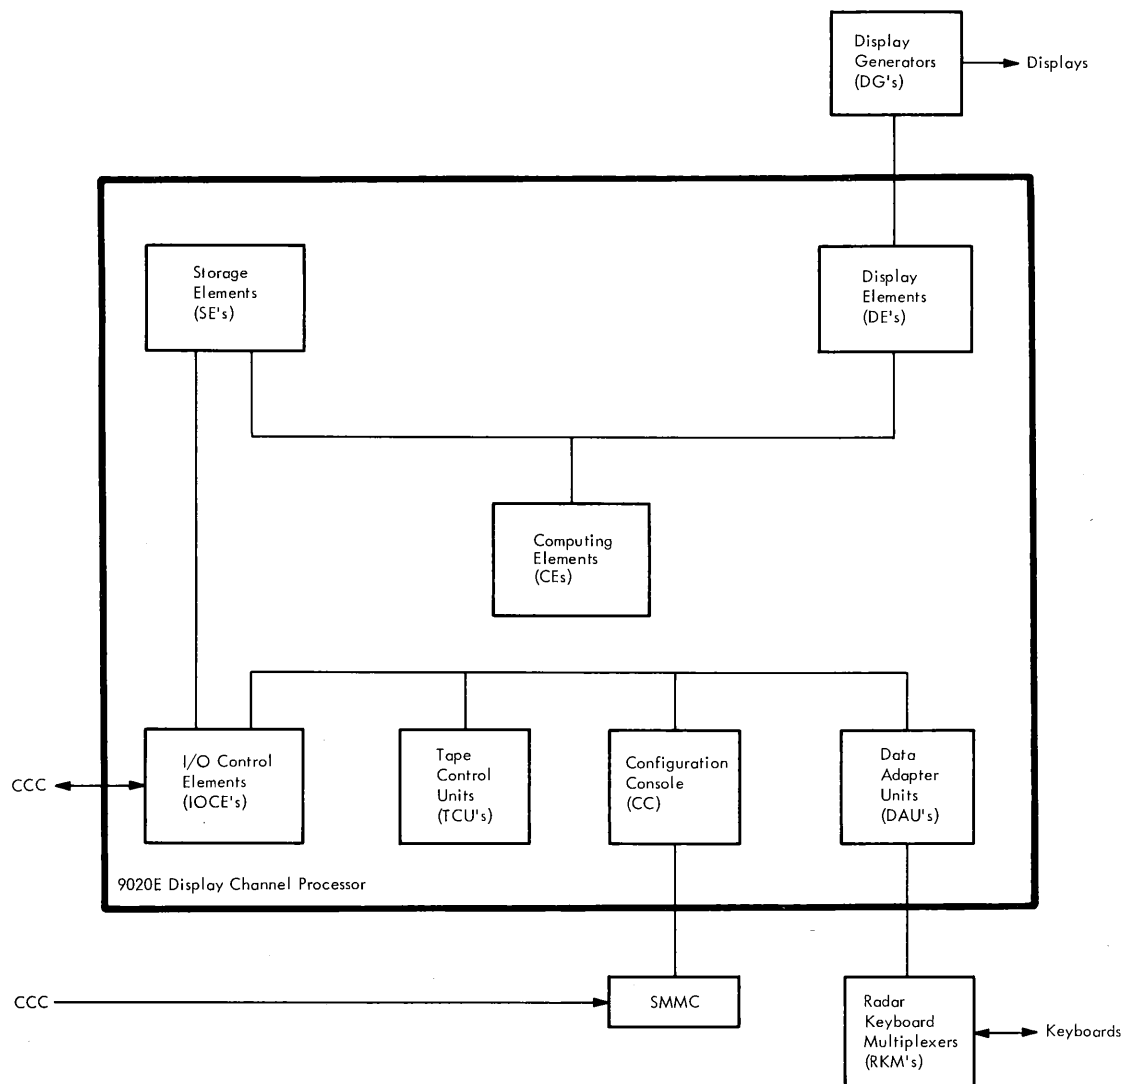 Display
Generators
(DG's)
Displays
Storage
Elements
(SE's)
Display
Elements
(DE's)
Computing
Elements
(CEs)
I/O Control
Elements
(IOCE's)
Tape
Control
Units
(TCU's)
Configuration
Console
(CC)
Data
Adapter
Units
(DAU's)
CCC
9020E Display Channel Processor
CCC
SMMC
Radar
Keyboard
Multiplexers
(RKM's)
Keyboards